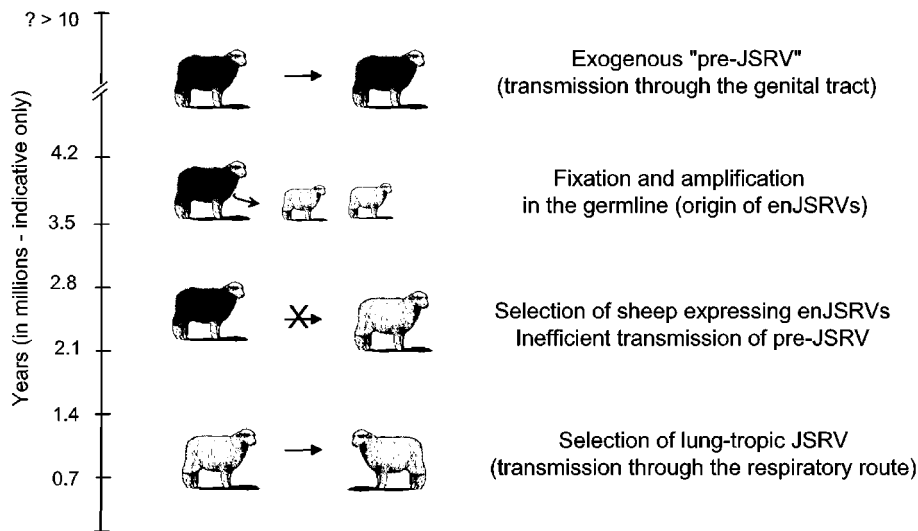 ? > 10
Exogenous "pre-JSRV"
(transmission through the genital tract)
Years (in millions - indicative only)
4.2
Fixation and amplification
in the germline (origin of enJSRVs)
3.5
2.8
Selection of sheep expressing enJSRVs
Inefficient transmission of pre-JSRV
2.1
1.4
Selection of lung-tropic JSRV
(transmission through the respiratory route)
0.7